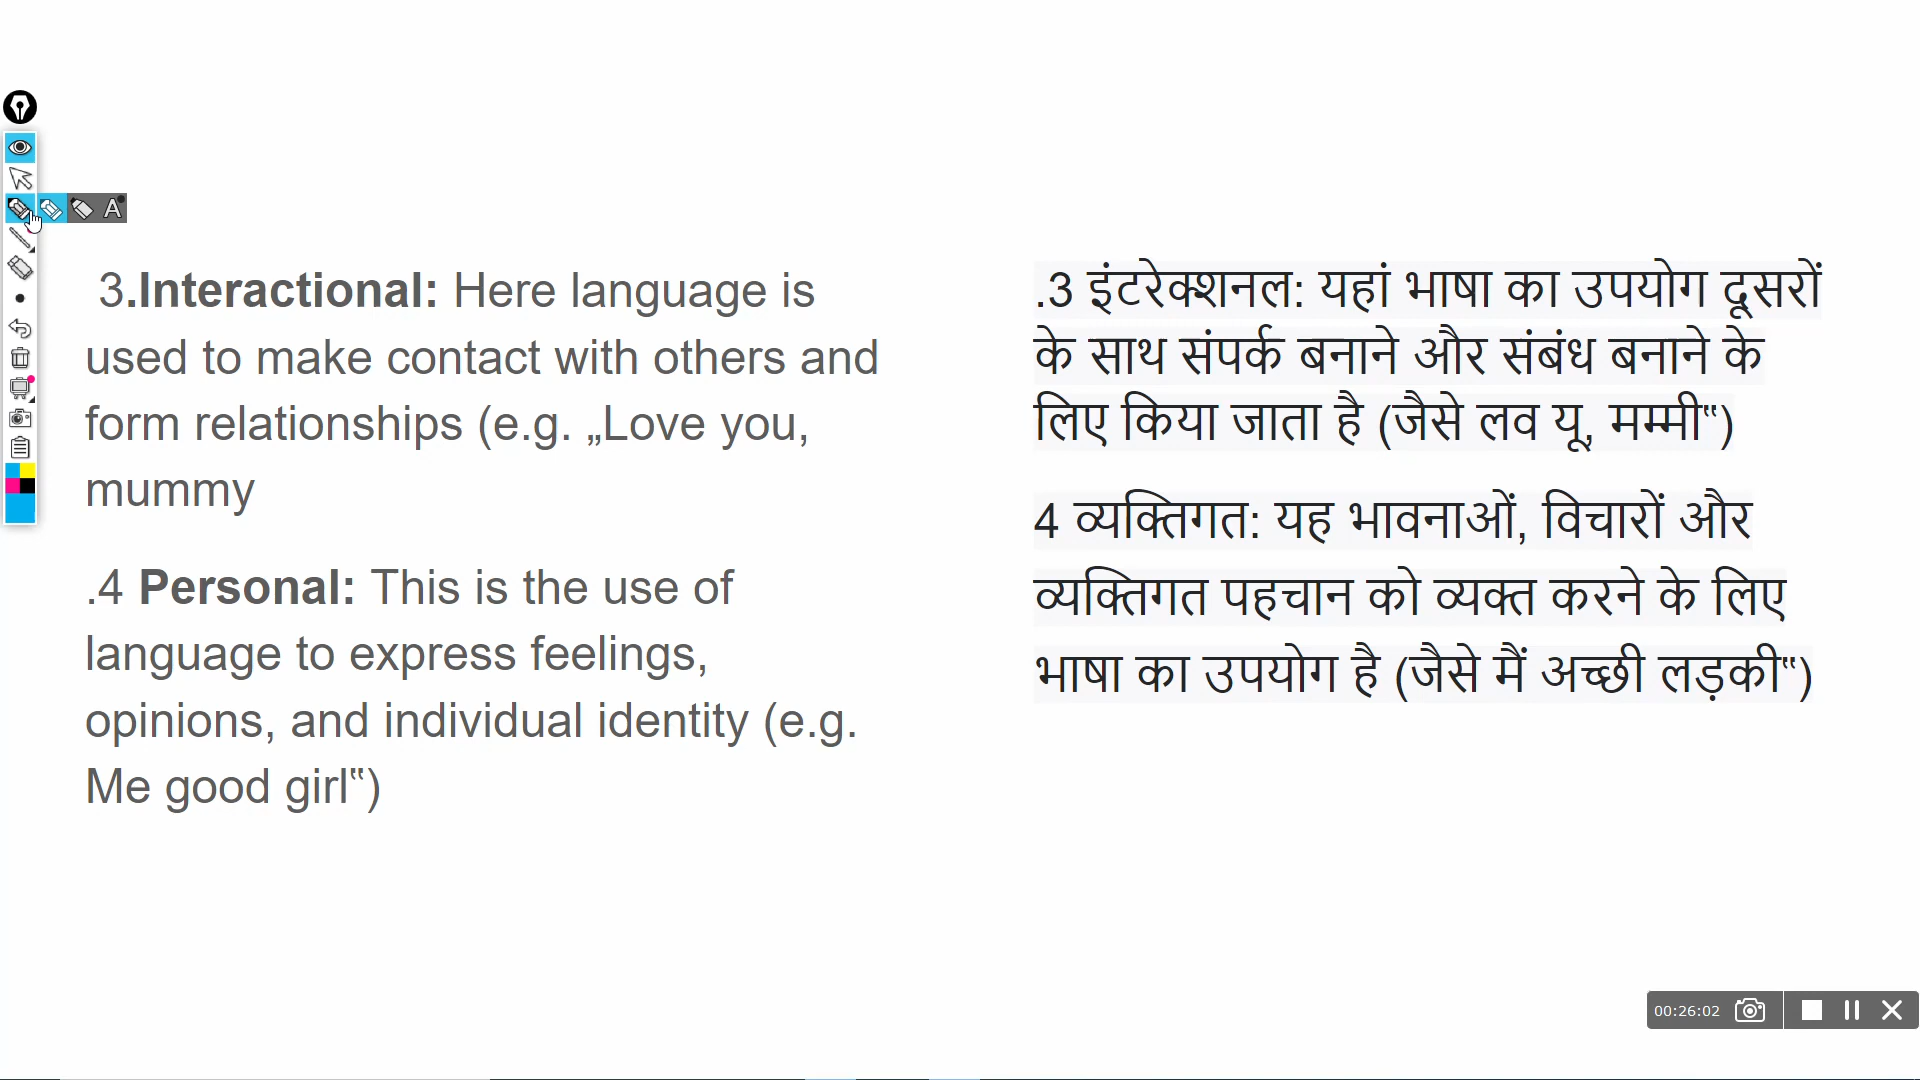 3.Interactional: Here language is
used to make contact with others and
form relationships (e.g. „Love you,
mummy
.4 Personal: This is the use of
language to express feelings,
opinions, and individual identity (e.g.
Me good girl‟)
.3 इंटरेक्शनल: यहां भाषा का उपयोग दूसरों
के साथ संपर्क बनाने और संबंध बनाने के
लिए किया जाता है (जैसे लव यू, मम्मी‟)
4 व्यक्तिगत: यह भावनाओं, विचारों और
व्यक्तिगत पहचान को व्यक्त करने के लिए
भाषा का उपयोग है (जैसे मैं अच्छी लड़की‟)
00:26:02